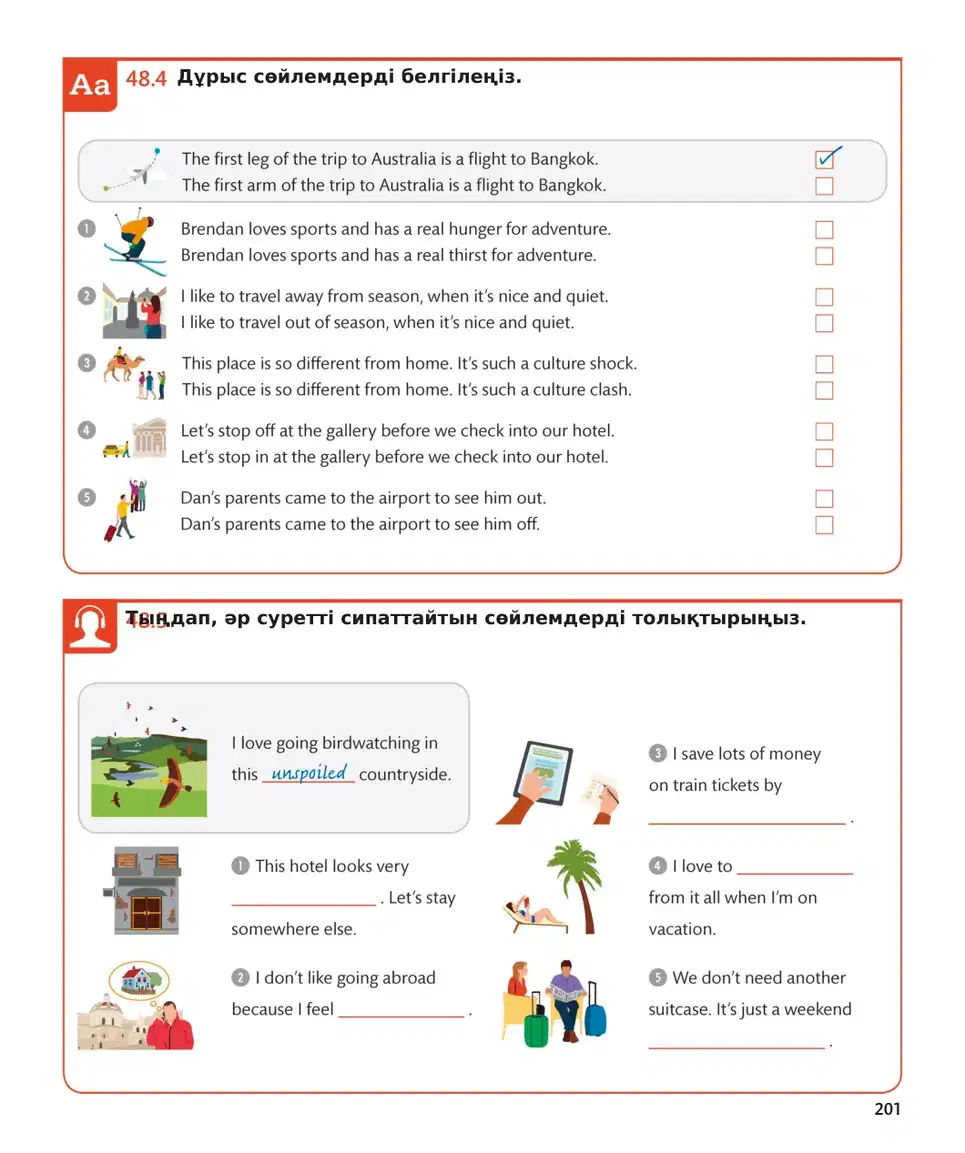 Aa 48.4 Дұрыс сөйлемдерді белгілеңіз.
The first leg of the trip to Australia is a flight to Bangkok.
The first arm of the trip to Australia is a flight to Bangkok.
1 Brendan loves sports and has a real hunger for adventure.
Brendan loves sports and has a real thirst for adventure.
2 I like to travel away from season, when it’s nice and quiet.
I like to travel out of season, when it’s nice and quiet.
3 This place is so different from home. It’s such a culture shock.
This place is so different from home. It’s such a culture clash.
4 Let’s stop off at the gallery before we check into our hotel.
Let’s stop in at the gallery before we check into our hotel.
5 Dan’s parents came to the airport to see him out.
Dan’s parents came to the airport to see him off.
Тыңдап, әр суретті сипаттайтын сөйлемдерді толықтырыңыз.
I love going birdwatching in
this unspoiled countryside.
1 This hotel looks very
. Let’s stay
somewhere else.
2 I don’t like going abroad
because I feel .
3 I save lots of money
on train tickets by
.
4 I love to
from it all when I’m on
vacation.
5 We don’t need another
suitcase. It’s just a weekend
.
201